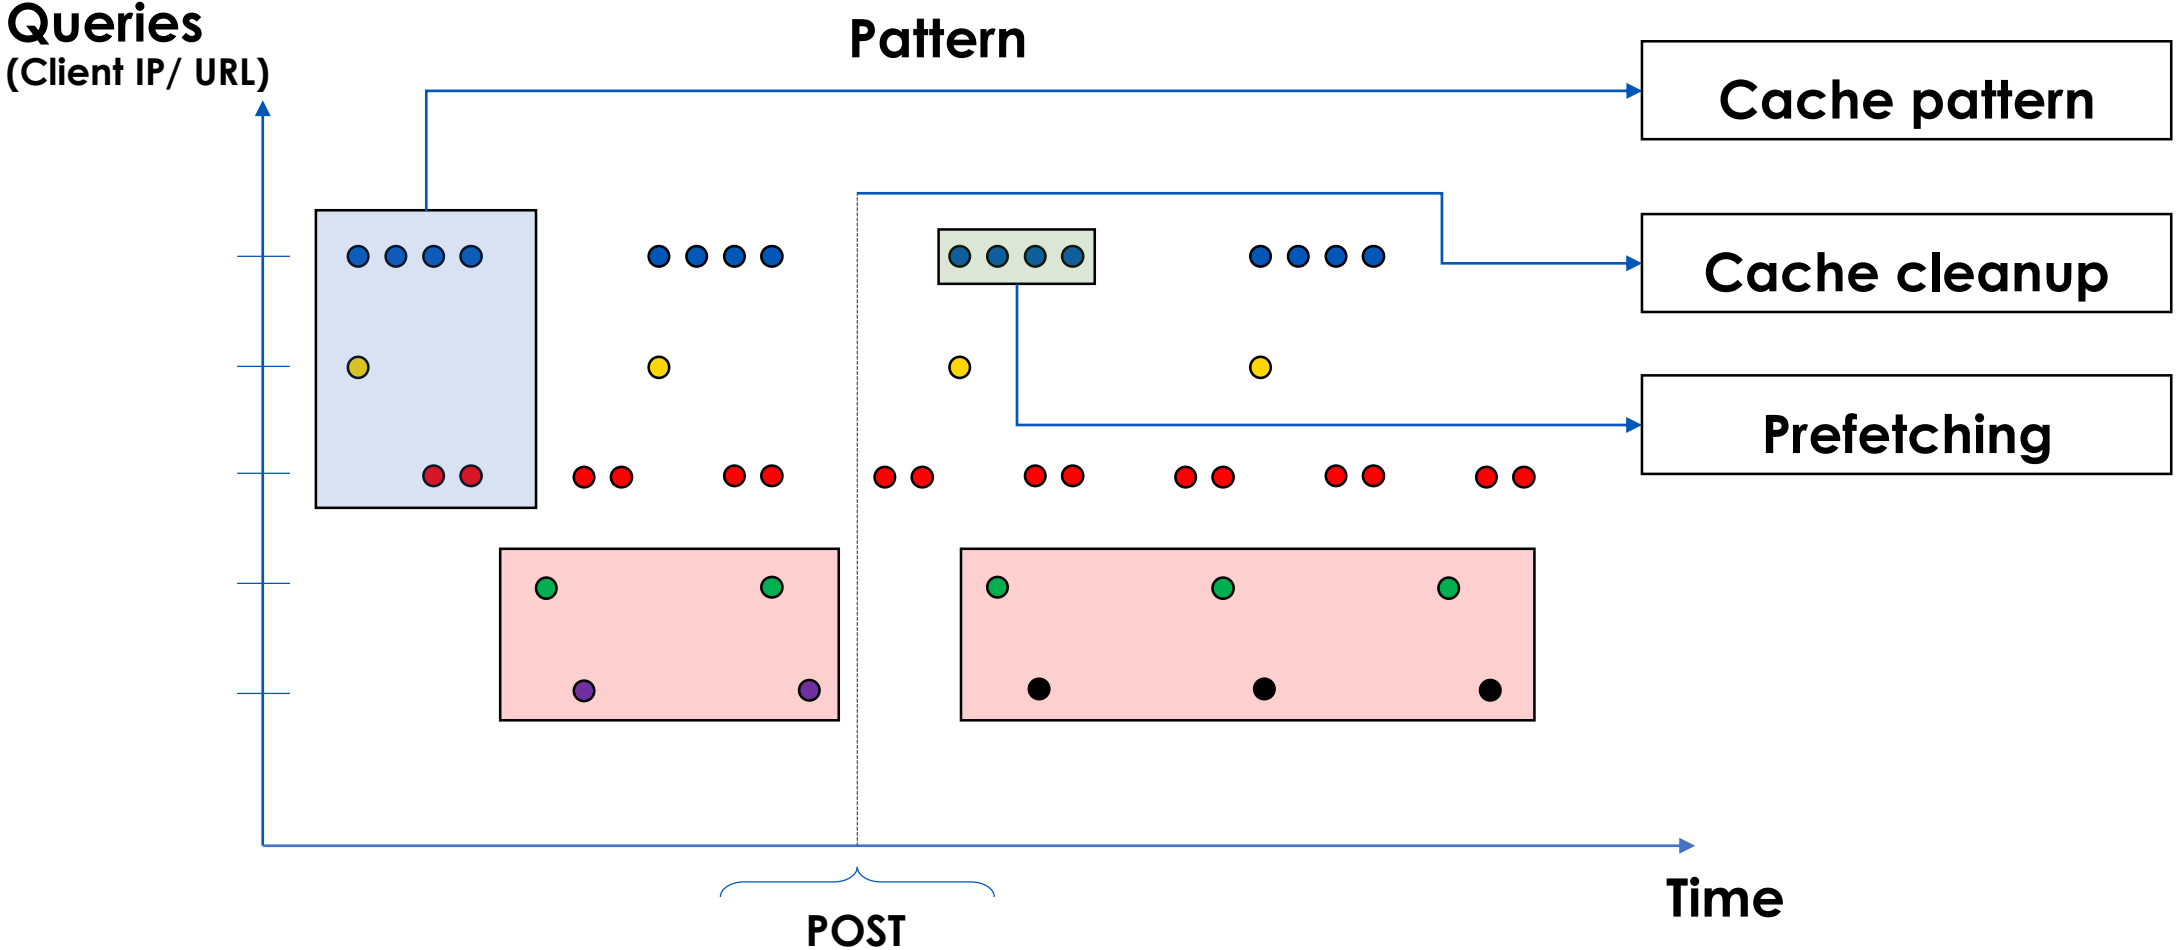 Queries
(Client IP/ URL)
Pattern
Cache pattern
Cache cleanup
Prefetching
Time
POST